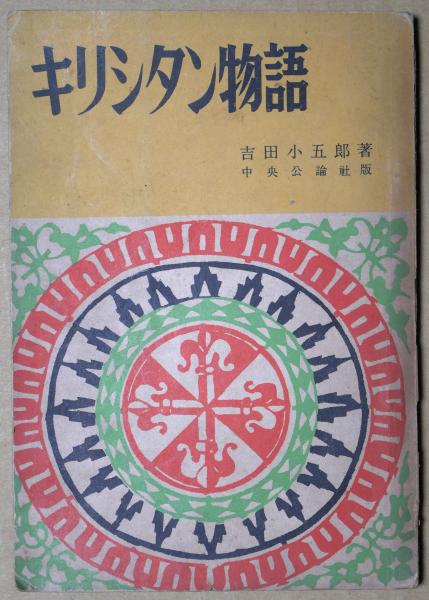 キリシタン物語
吉田小五郎著
中央公論社版